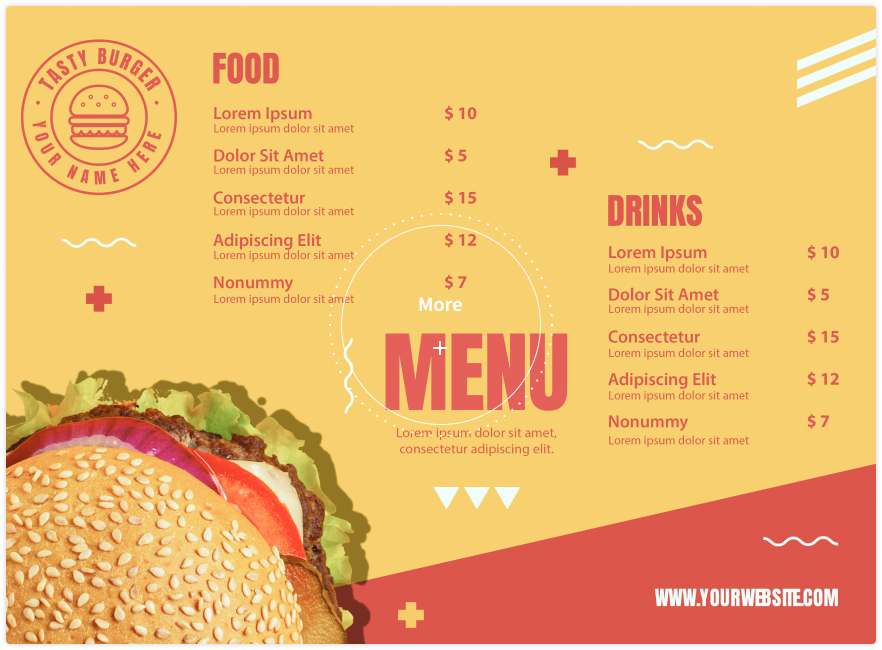 TASTY BURGER
YOUR NAME HERE
FOOD
Lorem Ipsum $ 10
Lorem ipsum dolor sit amet
Dolor Sit Amet $ 5
Lorem ipsum dolor sit amet
Consectetur $ 15
Lorem ipsum dolor sit amet
Adipiscing Elit $ 12
Lorem ipsum dolor sit amet
Nonummy $ 7
Lorem ipsum dolor sit amet
More
MENU
Lorem ipsum dolor sit amet,
consectetur adipiscing elit.
DRINKS
Lorem Ipsum $ 10
Lorem ipsum dolor sit amet
Dolor Sit Amet $ 5
Lorem ipsum dolor sit amet
Consectetur $ 15
Lorem ipsum dolor sit amet
Adipiscing Elit $ 12
Lorem ipsum dolor sit amet
Nonummy $ 7
Lorem ipsum dolor sit amet
WWW.YOURWEBSITE.COM